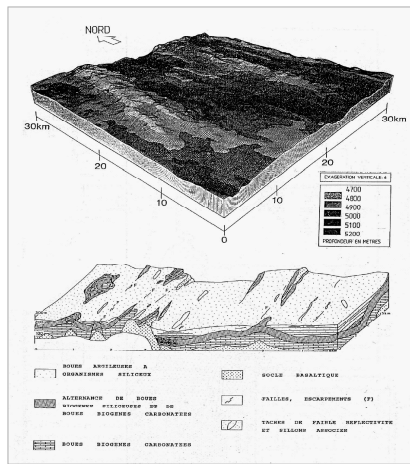 NORD
30km
20
10
0
10
20
30km
EXAGERATION VERTICALE: 4
4700
4800
4900
5000
5100
5200
PROFONDEUR EN METRES
BOUES ARGILEUSES A
ORGANISMES SILICEUX
ALTERNANCE DE BOUES
BIOGENES SILICEUSES ET DE
BOUES BIOGENES CARBONATEES
BOUES BIOGENES CARBONATEES
SOCLE BASALTIQUE
FAILLES, ESCARPEMENTS (F)
TACHES DE FAIBLE REFLECTIVITE
ET SILLONS ASSOCIES